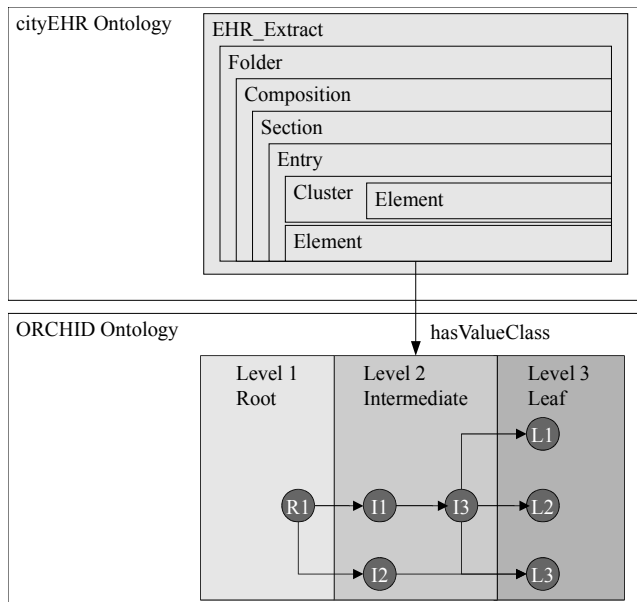 cityEHR Ontology
EHR_Extract
Folder
Composition
Section
Entry
Cluster
Element
Element
ORCHID Ontology
hasValueClass
Level 1
Root
Level 2
Intermediate
Level 3
Leaf
L1
R1
I1
I3
L2
I2
L3